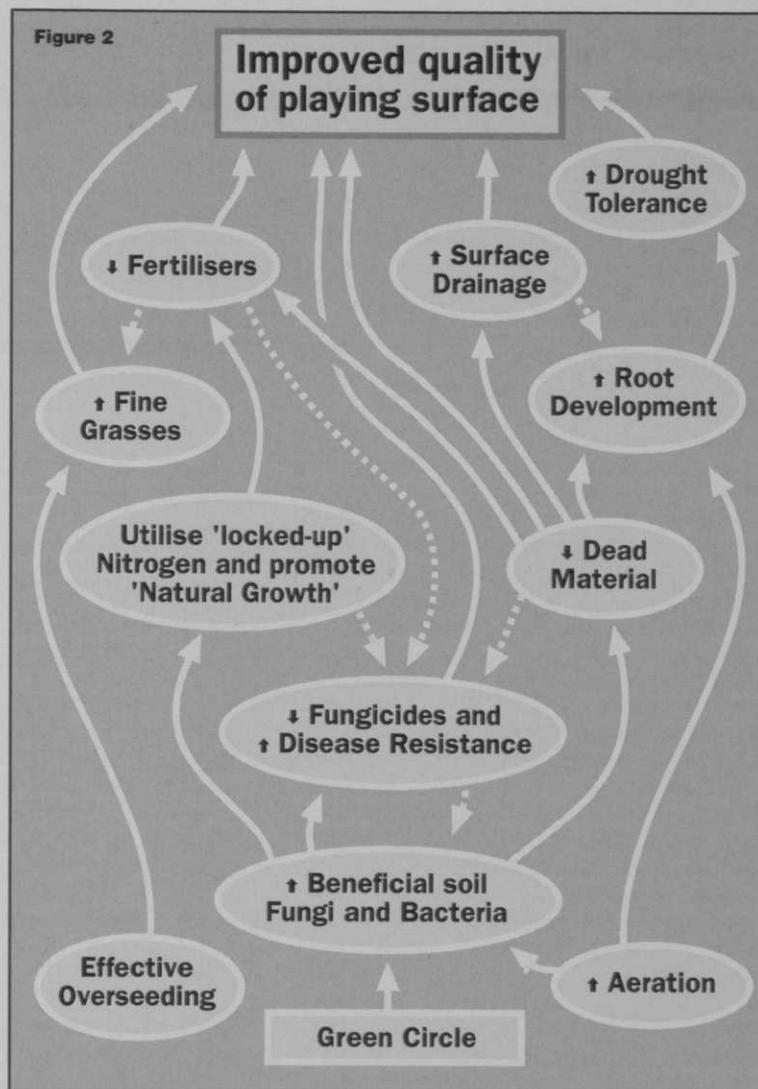 Figure 2
Improved quality
of playing surface
↑ Drought
Tolerance
↓ Fertilisers
↑ Surface
Drainage
↑ Fine
Grasses
↑ Root
Development
Utilise 'locked-up'
Nitrogen and promote
'Natural Growth'
↓ Dead
Material
↓ Fungicides and
↑ Disease Resistance
↑ Beneficial soil
Fungi and Bacteria
Effective
Overseeding
↑ Aeration
Green Circle